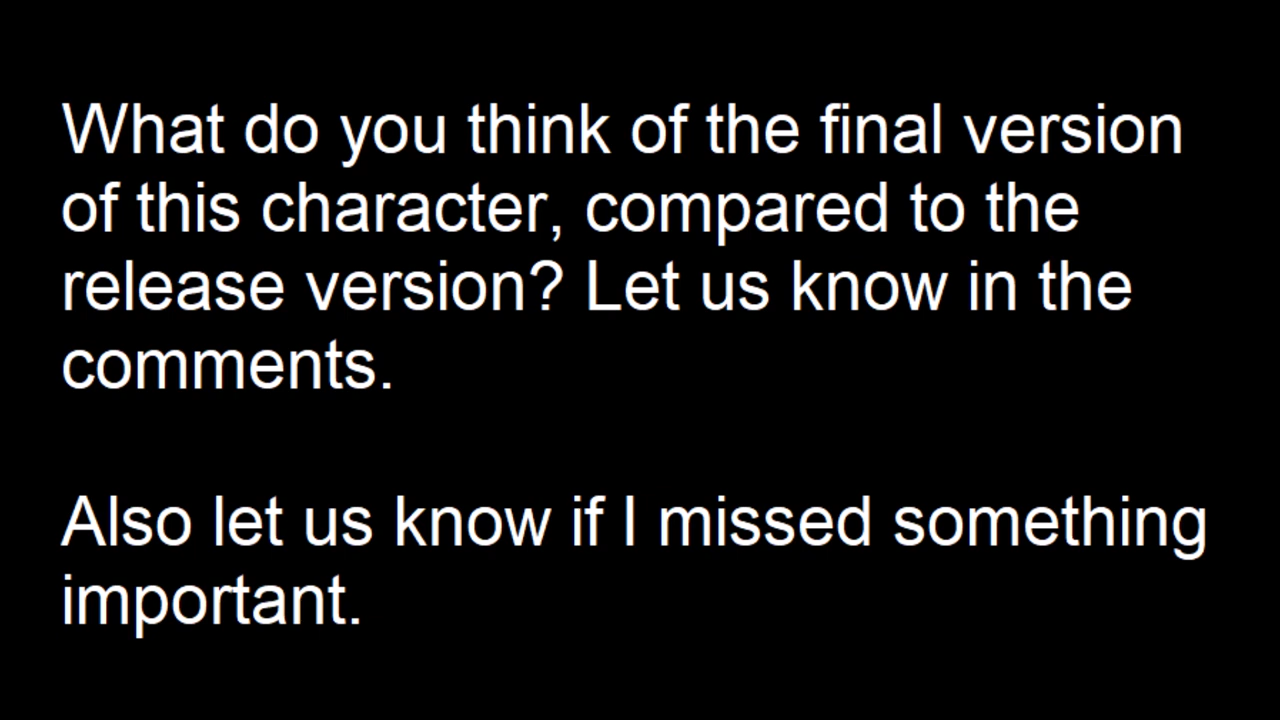 What do you think of the final version
of this character, compared to the
release version? Let us know in the
comments.
Also let us know if I missed something
important.